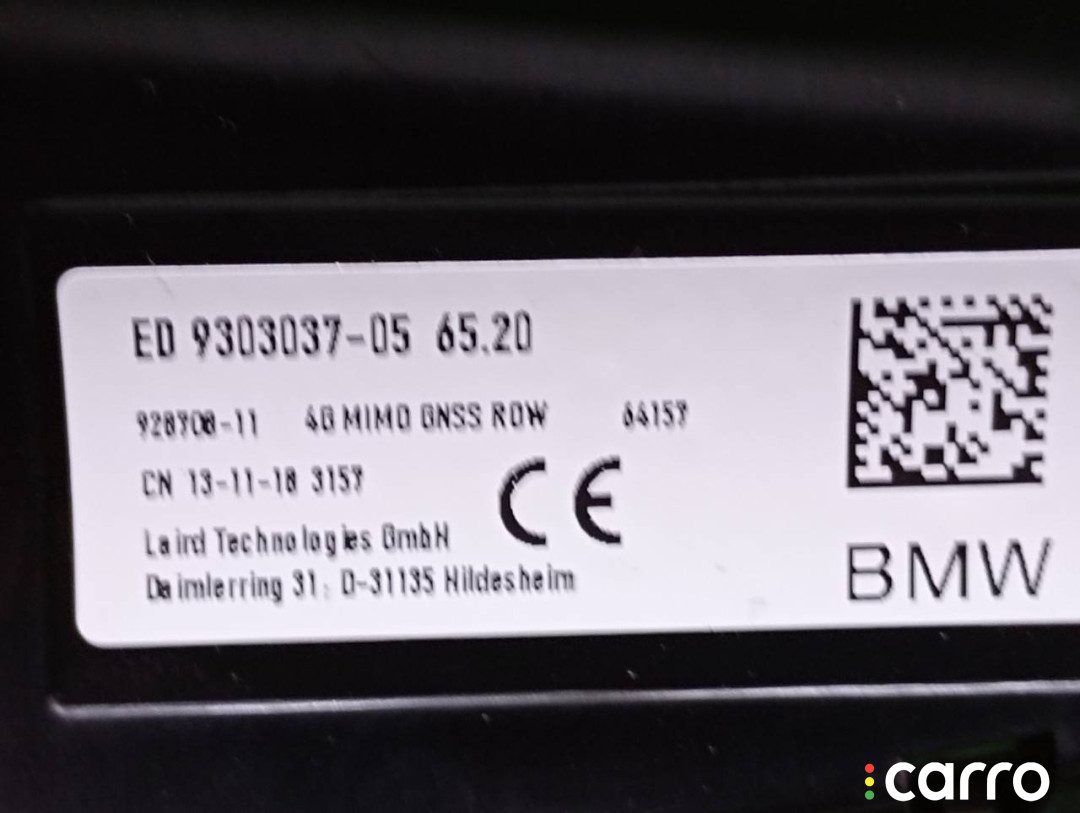 ED 9303037-05 65.20
928708-11 4G MIMO GNSS ROW 64157
CN 13-11-18 3157
Laird Technologies GmbH
Daimlerring 31, D-31135 Hildesheim
CE
BMW
carro